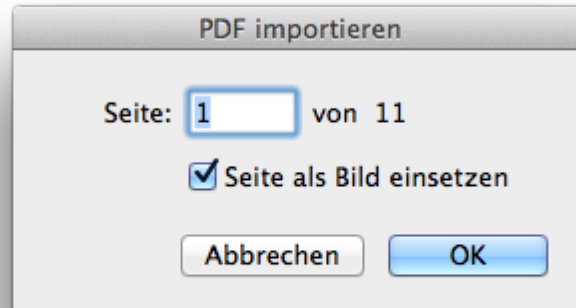 PDF importieren
Seite: 1 von 11
Seite als Bild einsetzen
Abbrechen OK